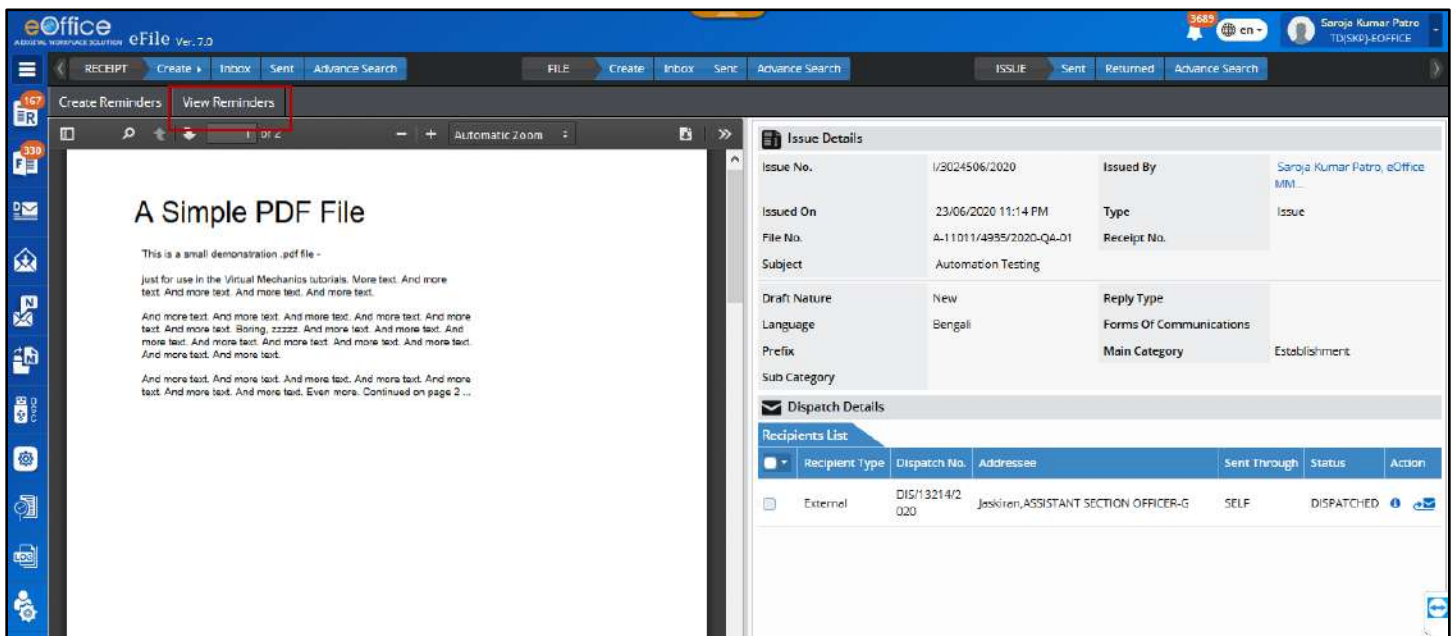 eOffice
A DIGITAL WORKPLACE SOLUTION eFile Ver. 7.0
3689 en
Saroja Kumar Patro
TD(SKP)-EOFFICE
RECEIPT Create Inbox Sent Advance Search FILE Create Inbox Sent Advance Search ISSUE Sent Returned Advance Search
167 R
Create Reminders View Reminders
1 of 2 Automatic Zoom
330 F
A Simple PDF File
This is a small demonstration .pdf file -
just for use in the Virtual Mechanics tutorials. More text. And more
text. And more text. And more text. And more text.
And more text. And more text. And more text. And more text. And more
text. And more text. Boring, zzzzz. And more text. And more text. And
more text. And more text. And more text. And more text. And more text.
And more text. And more text.
And more text. And more text. And more text. And more text. And more
text. And more text. And more text. Even more. Continued on page 2 ...
D
N
N
DSC
LOG
Issue Details
Issue No. I/3024506/2020 Issued By Saroja Kumar Patro, eOffice
MM...
Issued On 23/06/2020 11:14 PM Type Issue
File No. A-11011/4935/2020-QA-01 Receipt No.
Subject Automation Testing
Draft Nature New Reply Type
Language Bengali Forms Of Communications
Prefix Main Category Establishment
Sub Category
Dispatch Details
Recipients List
Recipient Type Dispatch No. Addressee Sent Through Status Action
External DIS/13214/2
020 Jaskiran,ASSISTANT SECTION OFFICER-G SELF DISPATCHED